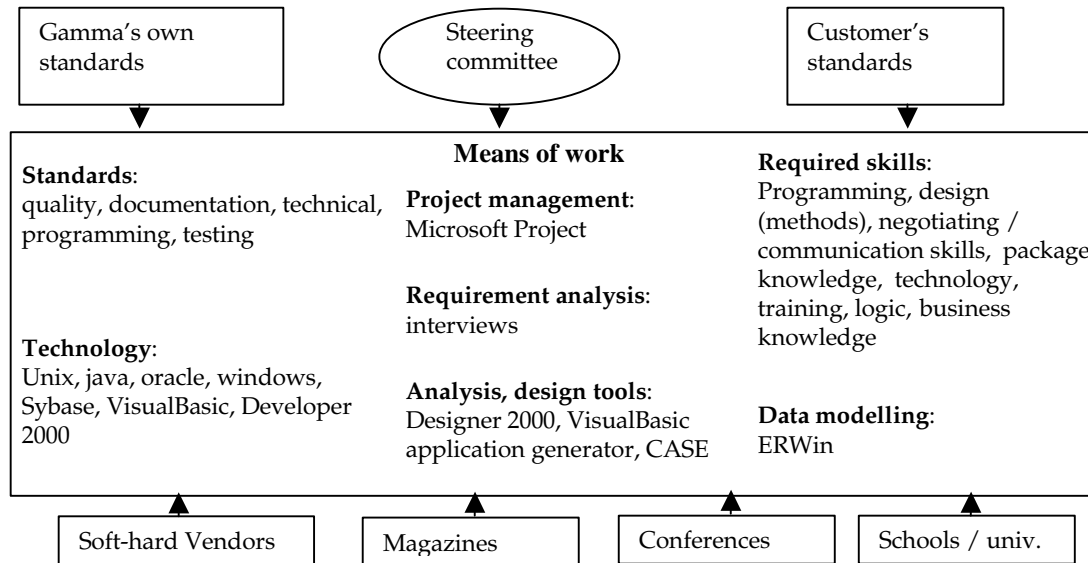 Gamma's own
standards
Steering
committee
Customer's
standards
Means of work
Standards:
quality, documentation, technical,
programming, testing
Technology:
Unix, java, oracle, windows,
Sybase, VisualBasic, Developer
2000
Project management:
Microsoft Project
Requirement analysis:
interviews
Analysis, design tools:
Designer 2000, VisualBasic
application generator, CASE
Required skills:
Programming, design
(methods), negotiating /
communication skills, package
knowledge, technology,
training, logic, business
knowledge
Data modelling:
ERWin
Soft-hard Vendors
Magazines
Conferences
Schools / univ.